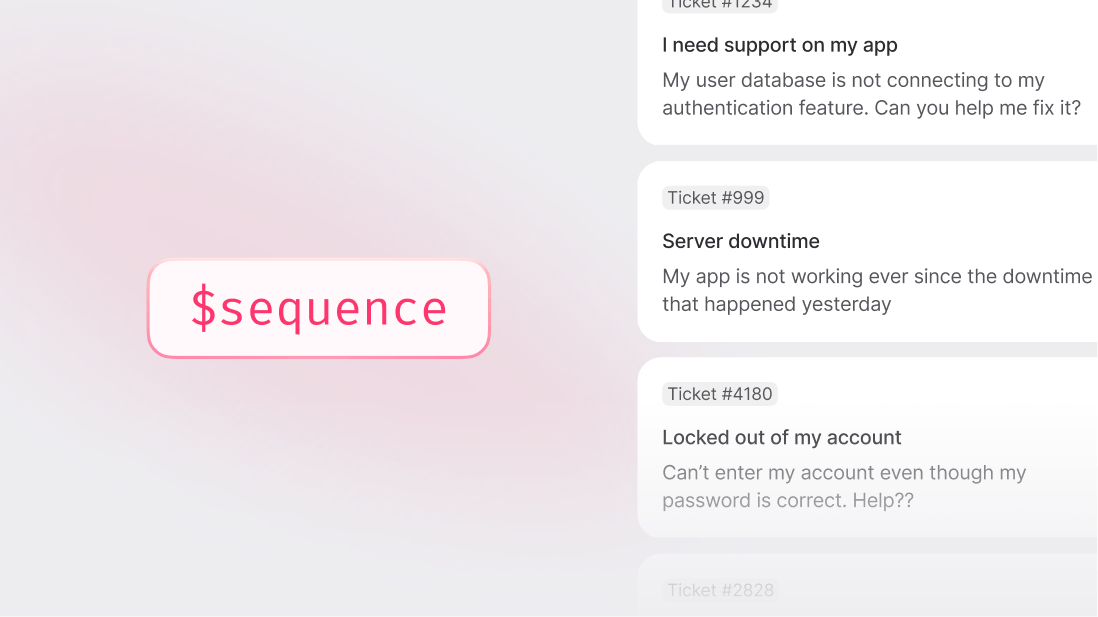 $sequence
Ticket #1234
I need support on my app
My user database is not connecting to my
authentication feature. Can you help me fix it?
Ticket #999
Server downtime
My app is not working ever since the downtime
that happened yesterday
Ticket #4180
Locked out of my account
Can’t enter my account even though my
password is correct. Help??
Ticket #2828